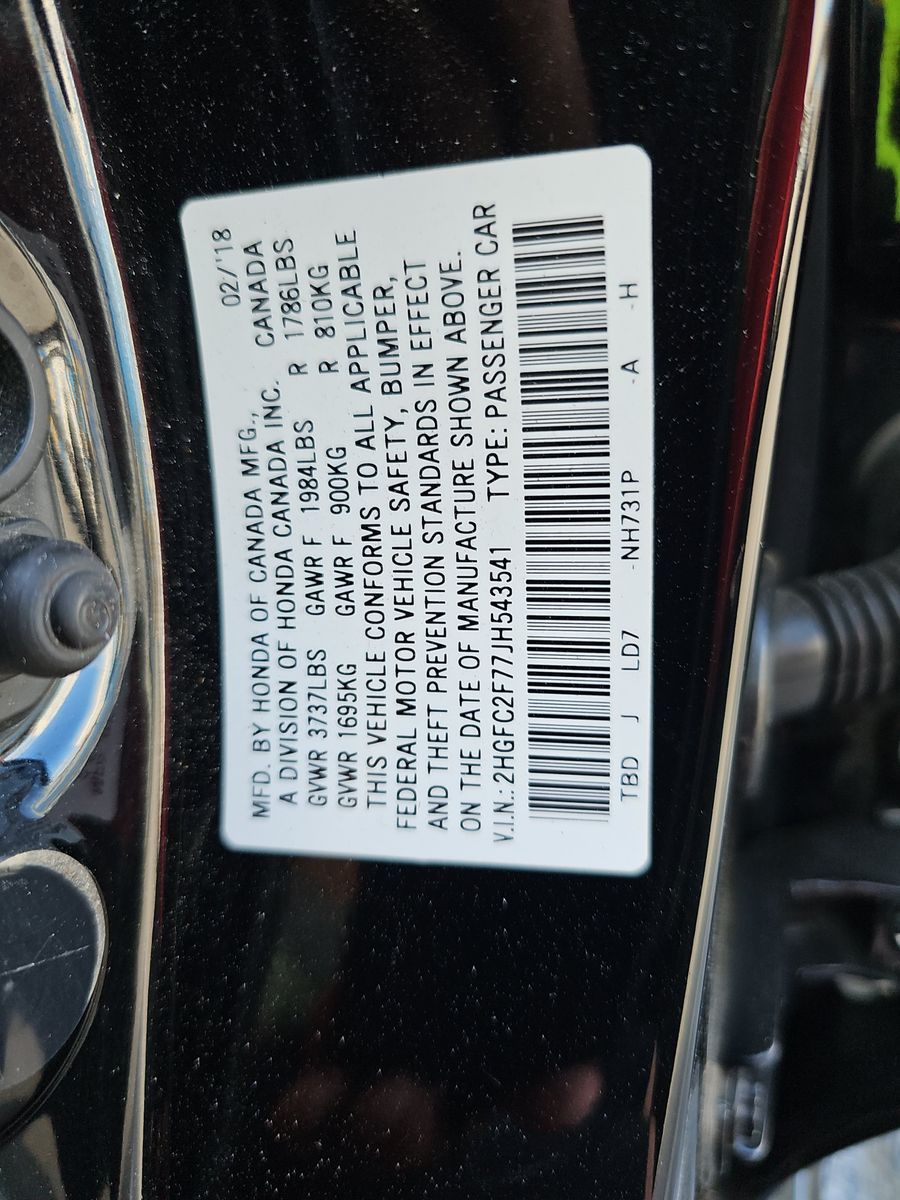 02/'18
MFD. BY HONDA OF CANADA MFG., CANADA
A DIVISION OF HONDA CANADA INC.
GVWR 3737LBS GAWR F 1984LBS R 1786LBS
GVWR 1695KG GAWR F 900KG R 810KG
THIS VEHICLE CONFORMS TO ALL APPLICABLE
FEDERAL MOTOR VEHICLE SAFETY, BUMPER,
AND THEFT PREVENTION STANDARDS IN EFFECT
ON THE DATE OF MANUFACTURE SHOWN ABOVE.
V.I.N.: 2HGFC2F77JH543541 TYPE: PASSENGER CAR
TBD J LD7 -NH731P -A -H